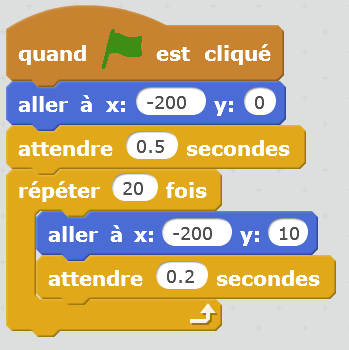 quand est cliqué
aller à x: -200 y: 0
attendre 0.5 secondes
répéter 20 fois
aller à x: -200 y: 10
attendre 0.2 secondes